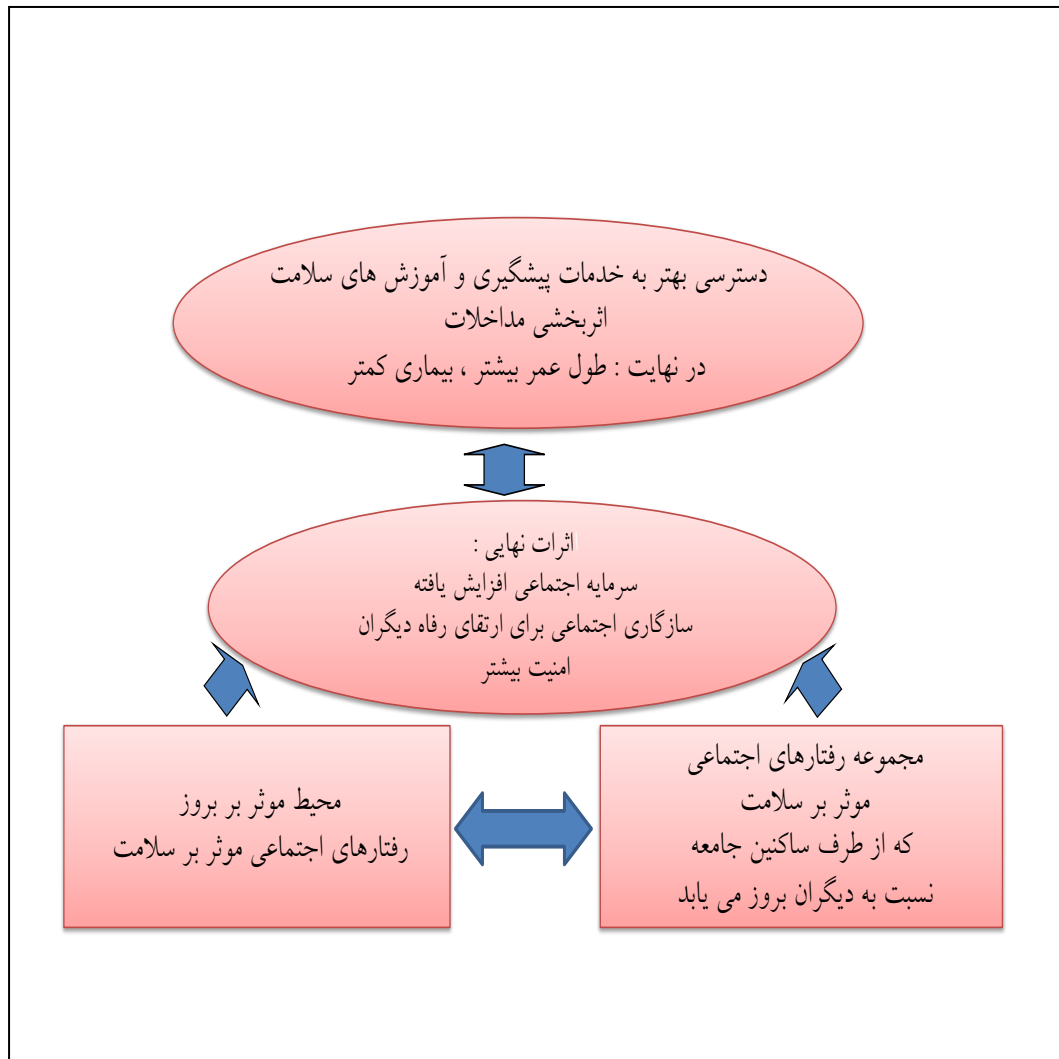 دسترسی بهتر به خدمات پیشگیری و آموزش های سلامت
اثربخشی مداخلات
در نهایت : طول عمر بیشتر ، بیماری کمتر
اثرات نهایی :
سرمایه اجتماعی افزایش یافته
سازگاری اجتماعی برای ارتقای رفاه دیگران
امنیت بیشتر
مجموعه رفتارهای اجتماعی
موثر بر سلامت
که از طرف ساکنین جامعه
نسبت به دیگران بروز می یابد
محیط موثر بر بروز
رفتارهای اجتماعی موثر بر سلامت